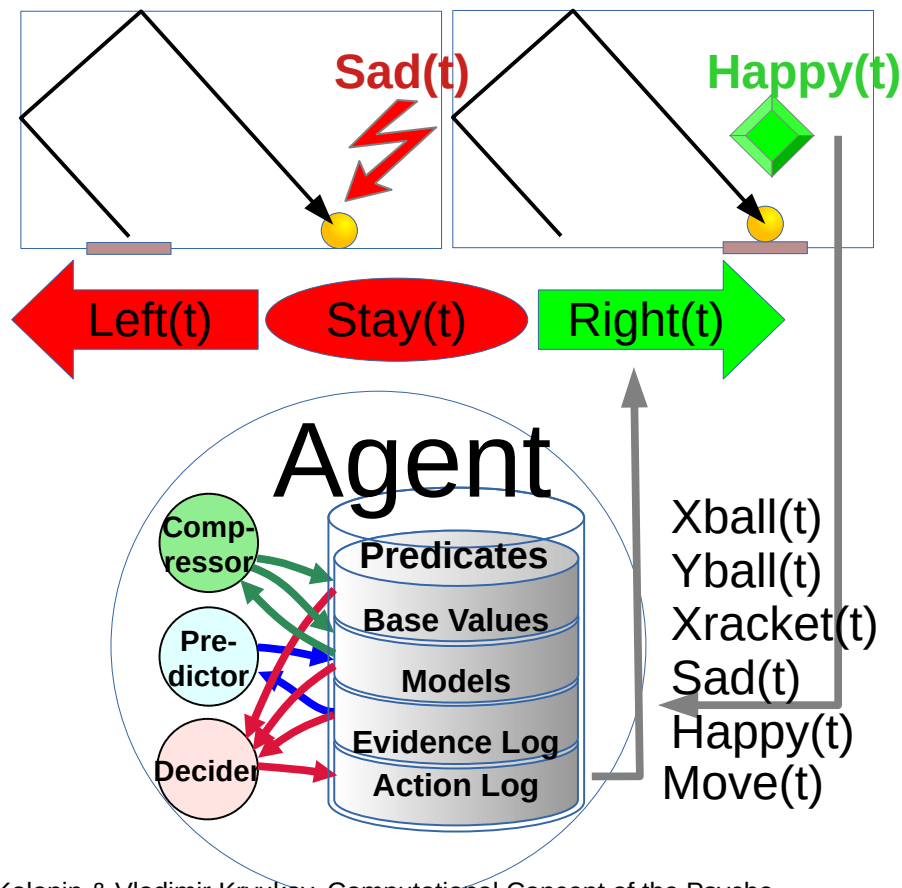 Sad(t)
Happy(t)
Left(t)
Stay(t)
Right(t)
Agent
Comp-
ressor
Pre-
dictor
Decider
Predicates
Base Values
Models
Evidence Log
Action Log
Xball(t)
Yball(t)
Xracket(t)
Sad(t)
Happy(t)
Move(t)
& Vladimir Computational Concept of the Psyche